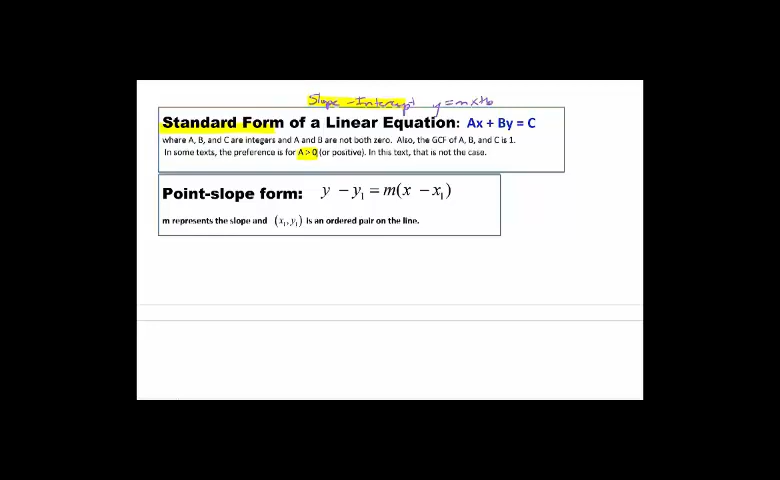 Slope-Intercept y=mx+b
Standard Form of a Linear Equation: Ax + By = C
where A, B, and C are integers and A and B are not both zero. Also, the GCF of A, B, and C is 1.
In some texts, the preference is for A > 0 (or positive). In this text, that is not the case.
Point-slope form: y − y₁ = m(x − x₁)
m represents the slope and (x₁, y₁) is an ordered pair on the line.